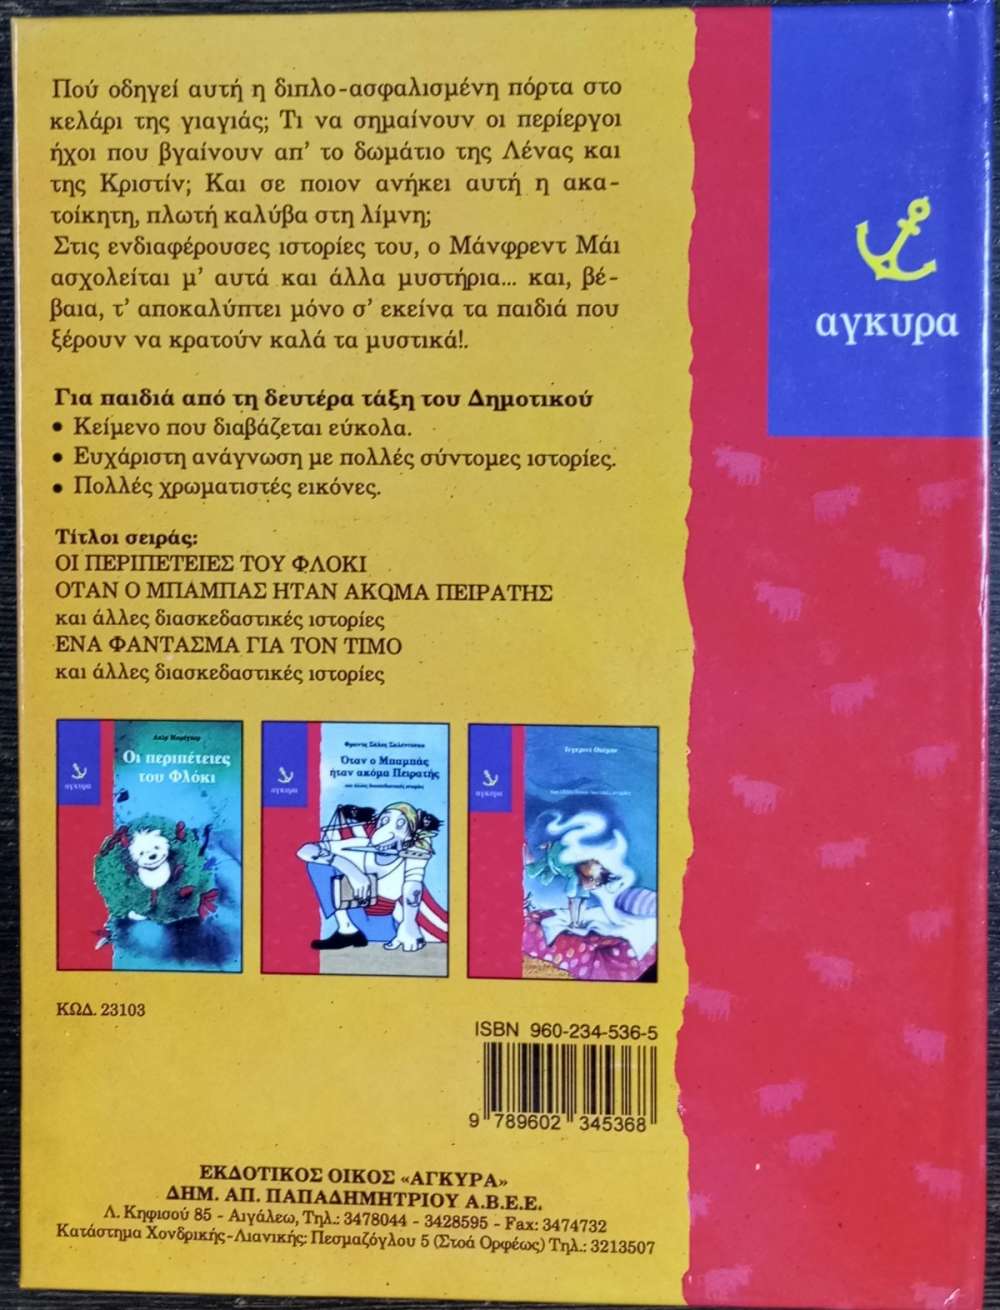 Πού οδηγεί αυτή η διπλο-ασφαλισμένη πόρτα στο
κελάρι της γιαγιάς; Τι να σημαίνουν οι περίεργοι
ήχοι που βγαίνουν απ' το δωμάτιο της Λένας και
της Κριστίν; Και σε ποιον ανήκει αυτή η ακα-
τοίκητη, πλωτή καλύβα στη λίμνη;
Στις ενδιαφέρουσες ιστορίες του, ο Μάνφρεντ Μάι
ασχολείται μ' αυτά και άλλα μυστήρια... και, βέ-
βαια, τ' αποκαλύπτει μόνο σ' εκείνα τα παιδιά που
ξέρουν να κρατούν καλά τα μυστικά!.
αγκυρα
Για παιδιά από τη δευτέρα τάξη του Δημοτικού
• Κείμενο που διαβάζεται εύκολα.
• Ευχάριστη ανάγνωση με πολλές σύντομες ιστορίες.
• Πολλές χρωματιστές εικόνες.
Τίτλοι σειράς:
ΟΙ ΠΕΡΙΠΕΤΕΙΕΣ ΤΟΥ ΦΛΟΚΙ
ΟΤΑΝ Ο ΜΠΑΜΠΑΣ ΗΤΑΝ ΑΚΟΜΑ ΠΕΙΡΑΤΗΣ
και άλλες διασκεδαστικές ιστορίες
ΕΝΑ ΦΑΝΤΑΣΜΑ ΓΙΑ ΤΟΝ ΤΙΜΟ
και άλλες διασκεδαστικές ιστορίες
Οι περιπέτειες
του Φλόκι
αγκυρα
Όταν ο Μπαμπάς
ήταν ακόμα Πειρατής
και άλλες διασκεδαστικές ιστορίες
αγκυρα
αγκυρα
ΚΩΔ. 23103
ISBN 960-234-536-5
9 789602 345368
ΕΚΔΟΤΙΚΟΣ ΟΙΚΟΣ «ΑΓΚΥΡΑ»
ΔΗΜ. ΑΠ. ΠΑΠΑΔΗΜΗΤΡΙΟΥ Α.Β.Ε.Ε.
Λ. Κηφισού 85 - Αιγάλεω, Τηλ.: 3478044 - 3428595 - Fax: 3474732
Κατάστημα Χονδρικής-Λιανικής: Πεσμαζόγλου 5 (Στοά Ορφέως) Τηλ.: 3213507